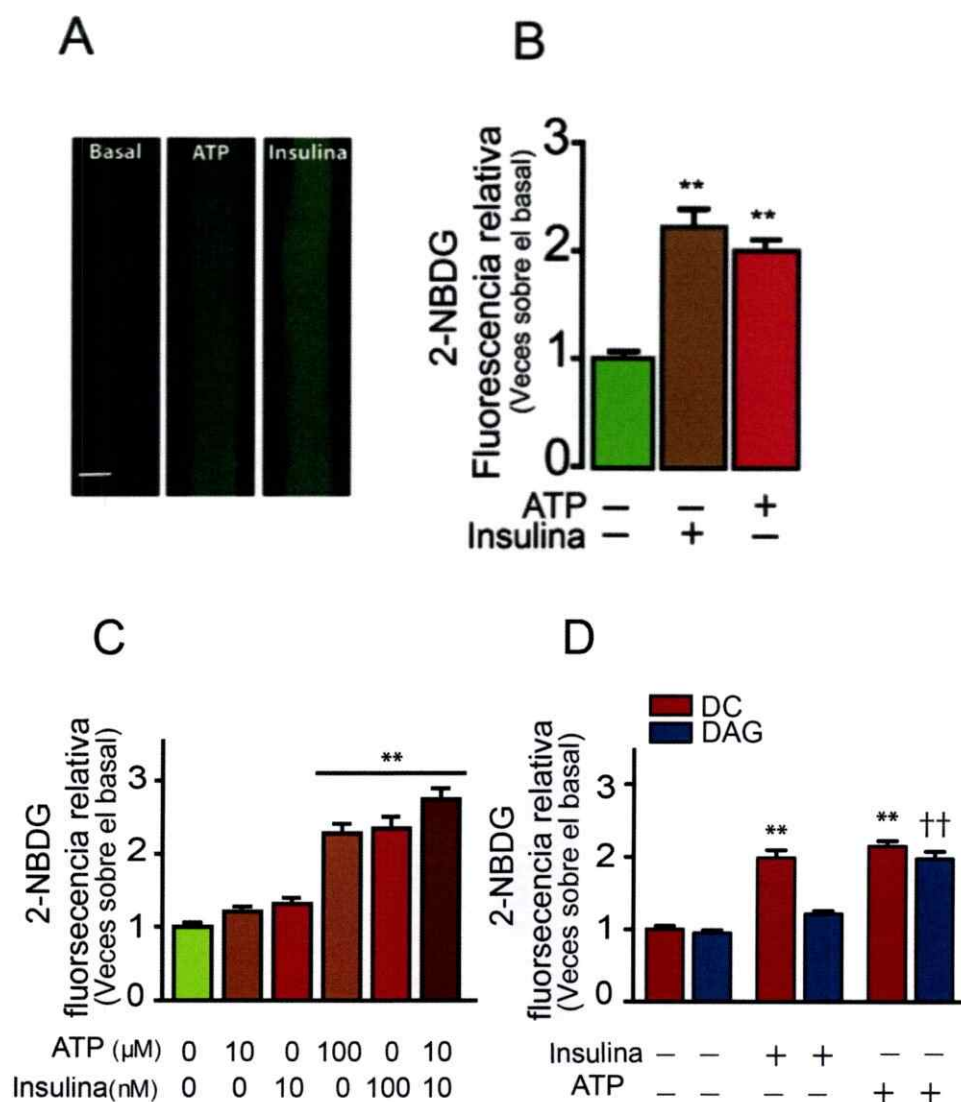 A
Basal ATP Insulina
B
2-NBDG
Fluorescencia relativa
(Veces sobre el basal)
3
2
1
0
** **
ATP − − +
Insulina − + −
C
2-NBDG
fluorsecencia relativa
(Veces sobre el basal)
3
2
1
0
**
ATP (µM) 0 10 0 100 0 10
Insulina(nM) 0 0 10 0 100 10
D
DC
DAG
2-NBDG
fluorsecencia relativa
(Veces sobre el basal)
3
2
1
0
** ** ††
Insulina − − + + − −
ATP − − − − + +